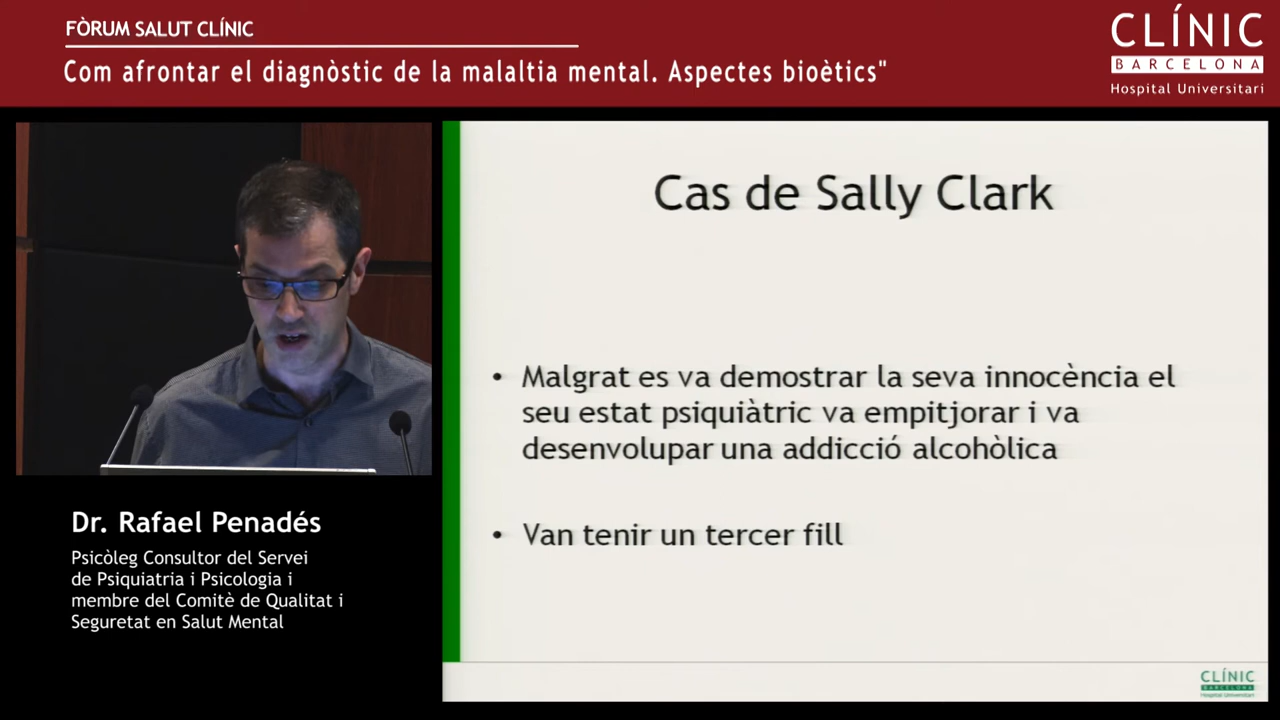 FÒRUM SALUT CLÍNIC
Com afrontar el diagnòstic de la malaltia mental. Aspectes bioètics"
CLÍNIC
BARCELONA
Hospital Universitari
Cas de Sally Clark
• Malgrat es va demostrar la seva innocència el
seu estat psiquiàtric va empitjorar i va
desenvolupar una addicció alcohòlica
• Van tenir un tercer fill
Dr. Rafael Penadés
Psicòleg Consultor del Servei
de Psiquiatria i Psicologia i
membre del Comitè de Qualitat i
Seguretat en Salut Mental
CLÍNIC
BARCELONA
Hospital Universitari